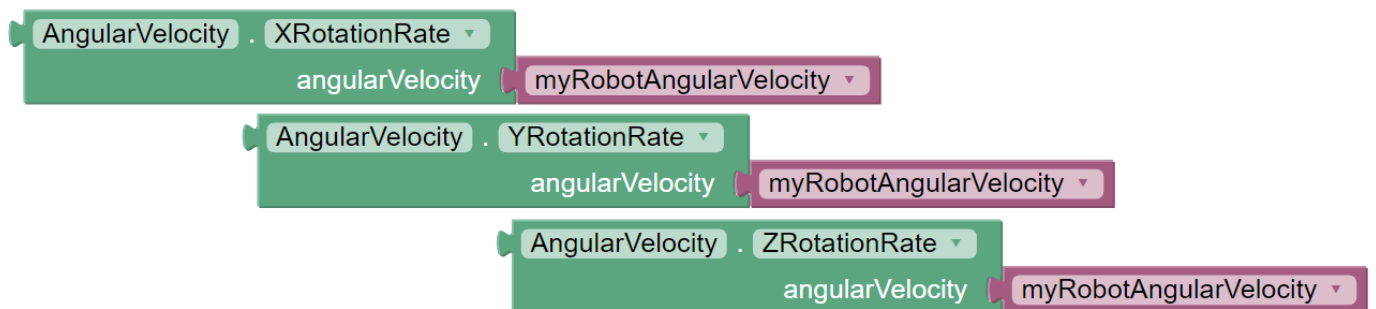 AngularVelocity . XRotationRate
angularVelocity myRobotAngularVelocity
AngularVelocity . YRotationRate
angularVelocity myRobotAngularVelocity
AngularVelocity . ZRotationRate
angularVelocity myRobotAngularVelocity